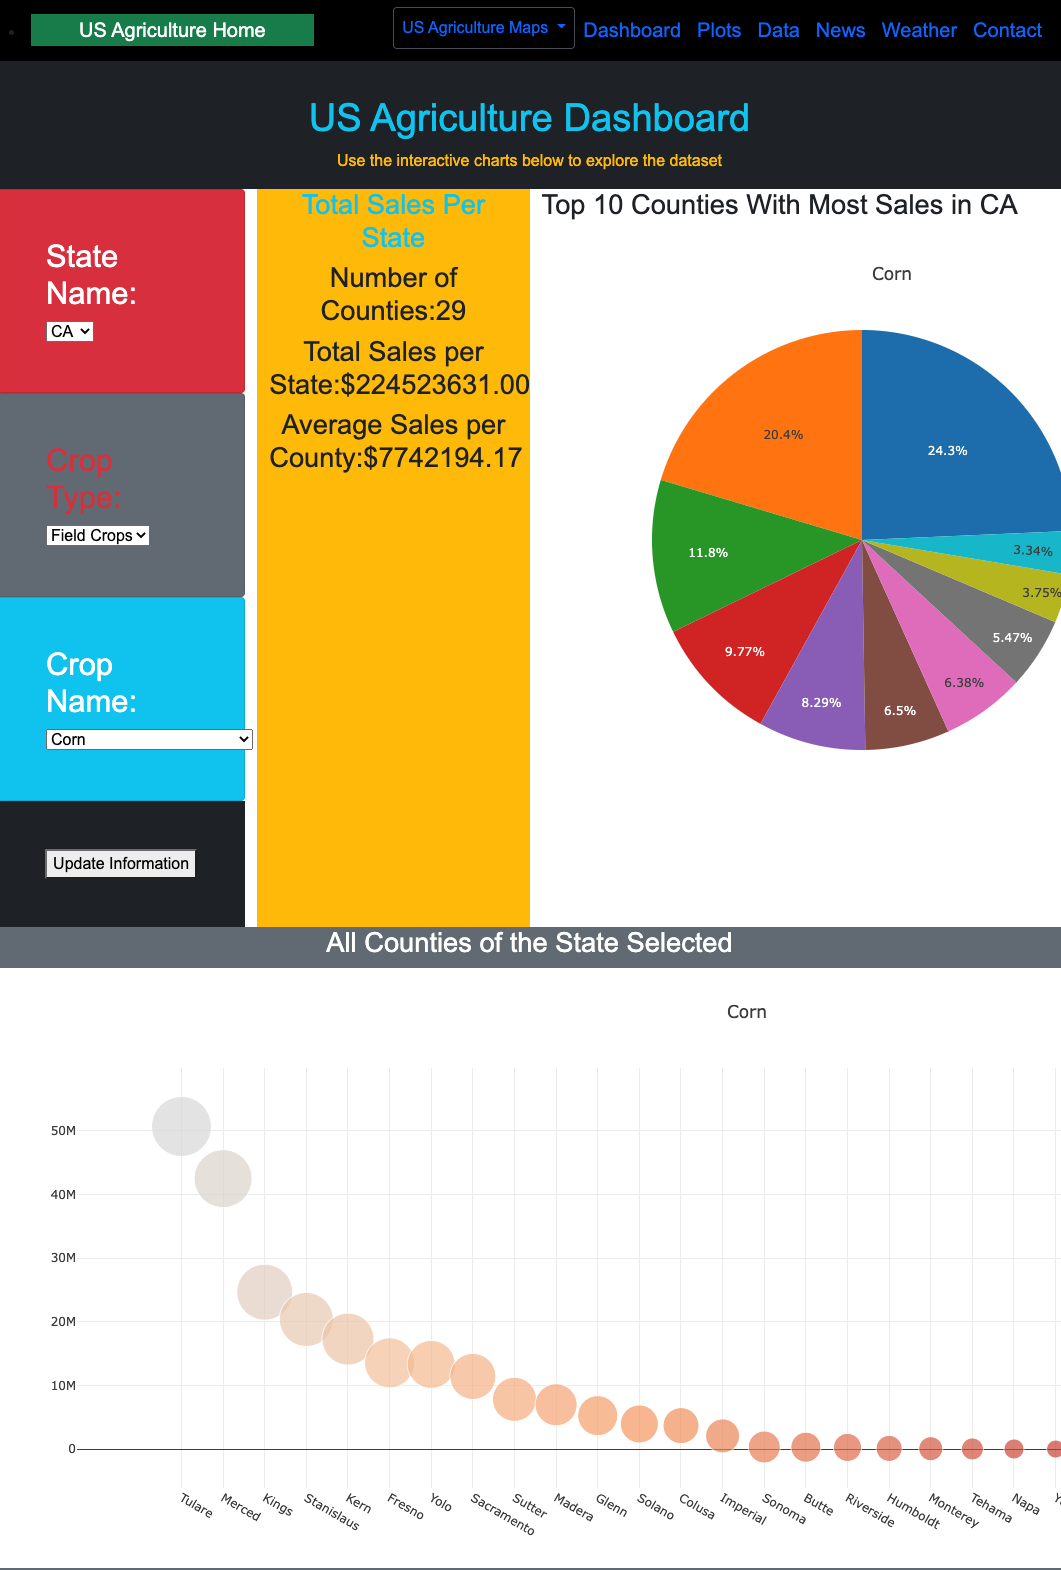 US Agriculture Home
US Agriculture Maps
Dashboard
Plots
Data
News
Weather
Contact
US Agriculture Dashboard
Use the interactive charts below to explore the dataset
State
Name:
CA
Crop
Type:
Field Crops
Crop
Name:
Corn
Update Information
Total Sales Per
State
Number of
Counties:29
Total Sales per
State:$224523631.00
Average Sales per
County:$7742194.17
Top 10 Counties With Most Sales in CA
Corn
24.3%
20.4%
11.8%
9.77%
8.29%
6.5%
6.38%
5.47%
3.75%
3.34%
All Counties of the State Selected
Corn
50M
40M
30M
20M
10M
0
Tulare
Merced
Kings
Stanislaus
Kern
Fresno
Yolo
Sacramento
Sutter
Madera
Glenn
Solano
Colusa
Imperial
Sonoma
Butte
Riverside
Humboldt
Monterey
Tehama
Napa